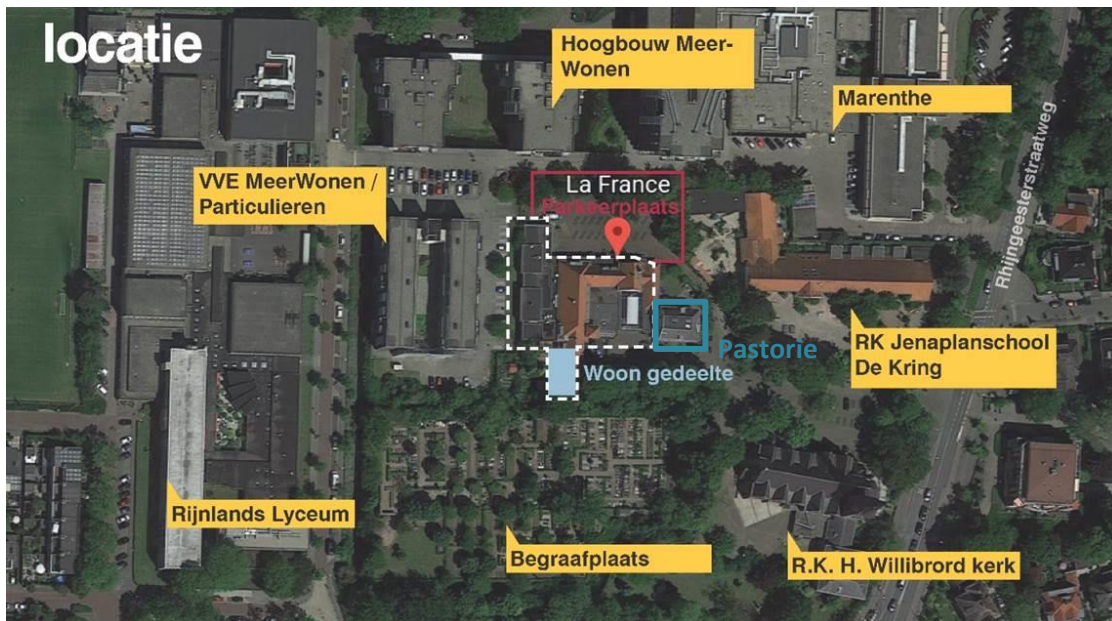 locatie
Hoogbouw Meer-
Wonen
Marenthe
VVE MeerWonen /
Particulieren
La France
Parkeerplaats
Rhijngeesterstraatweg
Pastorie
RK Jenaplanschool
De Kring
Woon gedeelte
Rijnlands Lyceum
Begraafplaats
R.K. H. Willibrord kerk